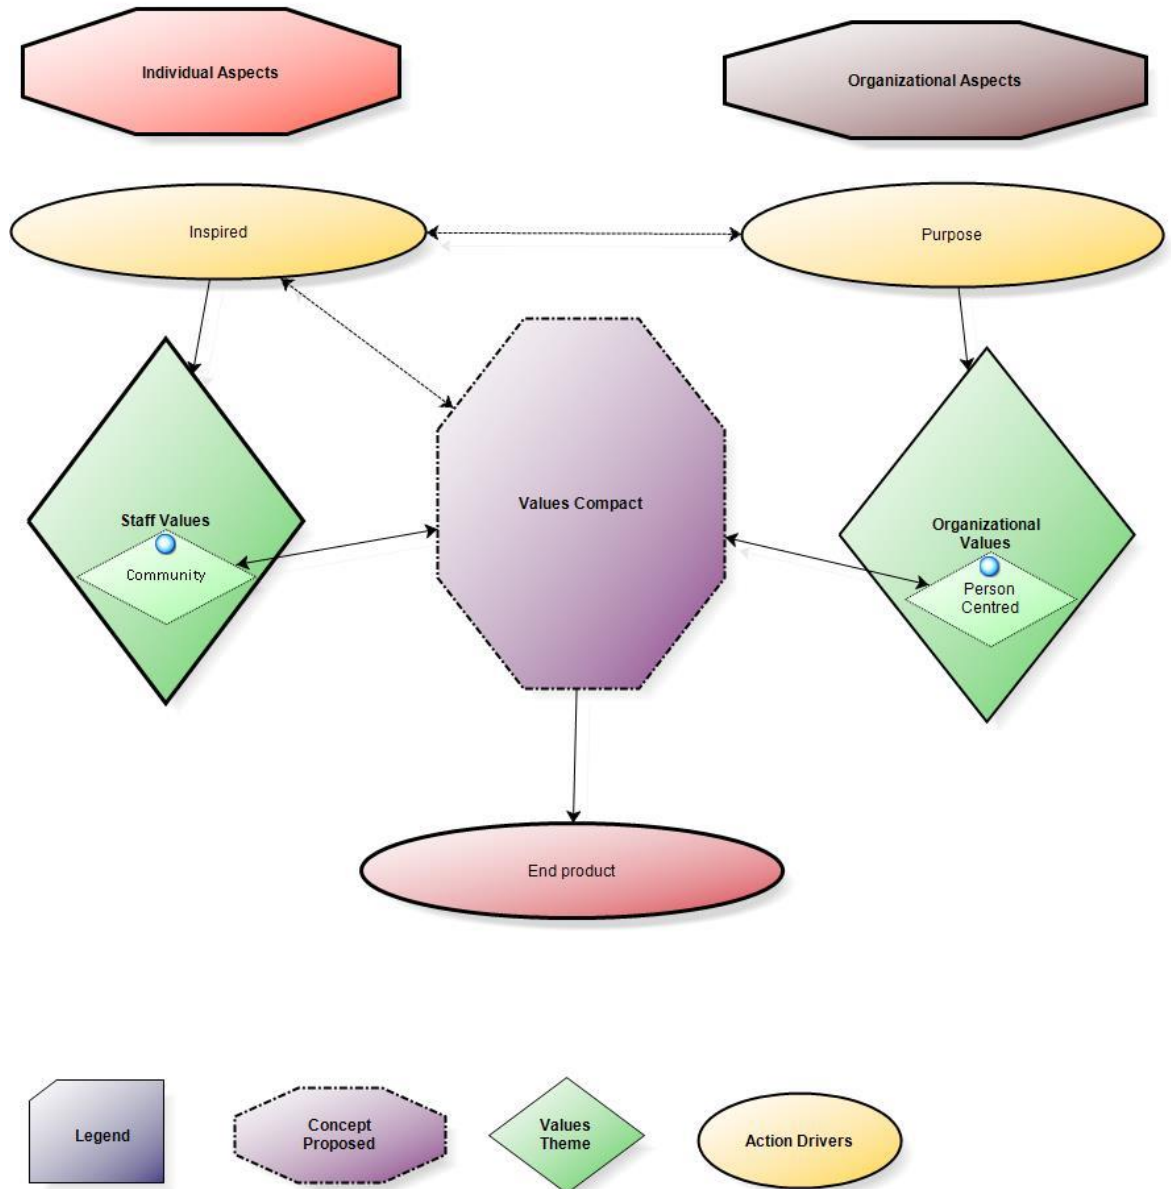 Individual Aspects
Organizational Aspects
Inspired
Purpose
Values Compact
Staff Values
Community
Organizational
Values
Person
Centred
End product
Legend
Concept
Proposed
Values
Theme
Action Drivers